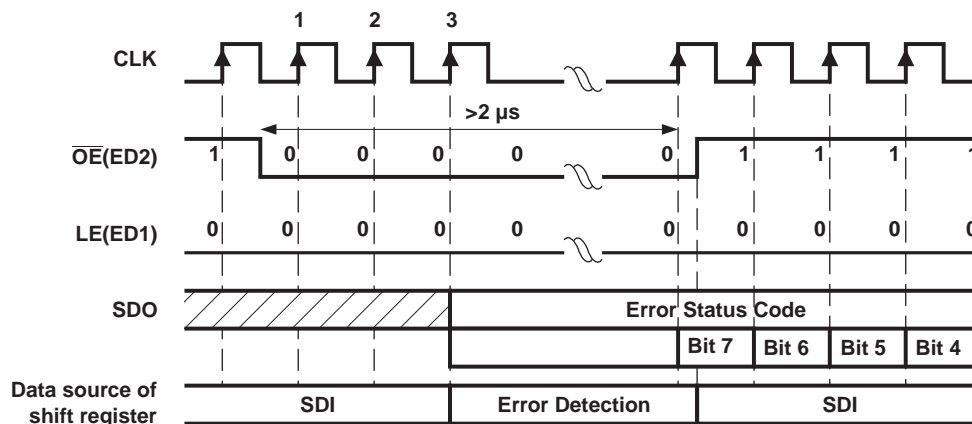 1 2 3
CLK
>2 µs
OE(ED2)
1 0 0 0 0 0 1 1 1 1
LE(ED1)
0 0 0 0 0 0 0 0 0 0
SDO
Error Status Code
Bit 7 Bit 6 Bit 5 Bit 4
Data source of
shift register
SDI Error Detection SDI